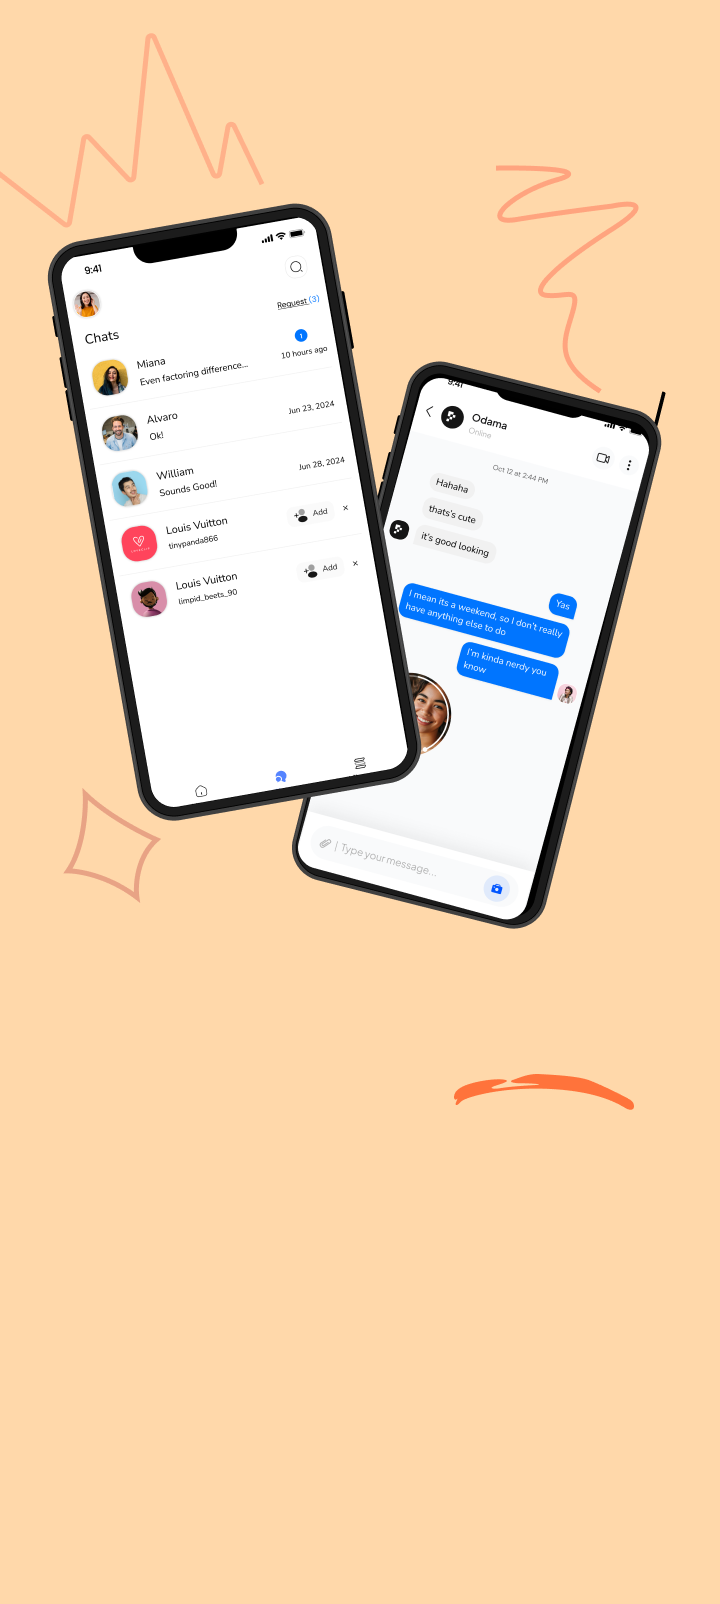 9:41
Request (3)
Chats
1
Miana
Even factoring difference...
10 hours ago
Alvaro
Ok!
Jun 23, 2024
William
Sounds Good!
Jun 28, 2024
Louis Vuitton
tinypanda866
Add
Louis Vuitton
limpid_beets_90
Add
9:41
Odama
Online
Oct 12 at 2:44 PM
Hahaha
thats's cute
it's good looking
Yas
I mean its a weekend, so I don't really
have anything else to do
I'm kinda nerdy you
know
Type your message...